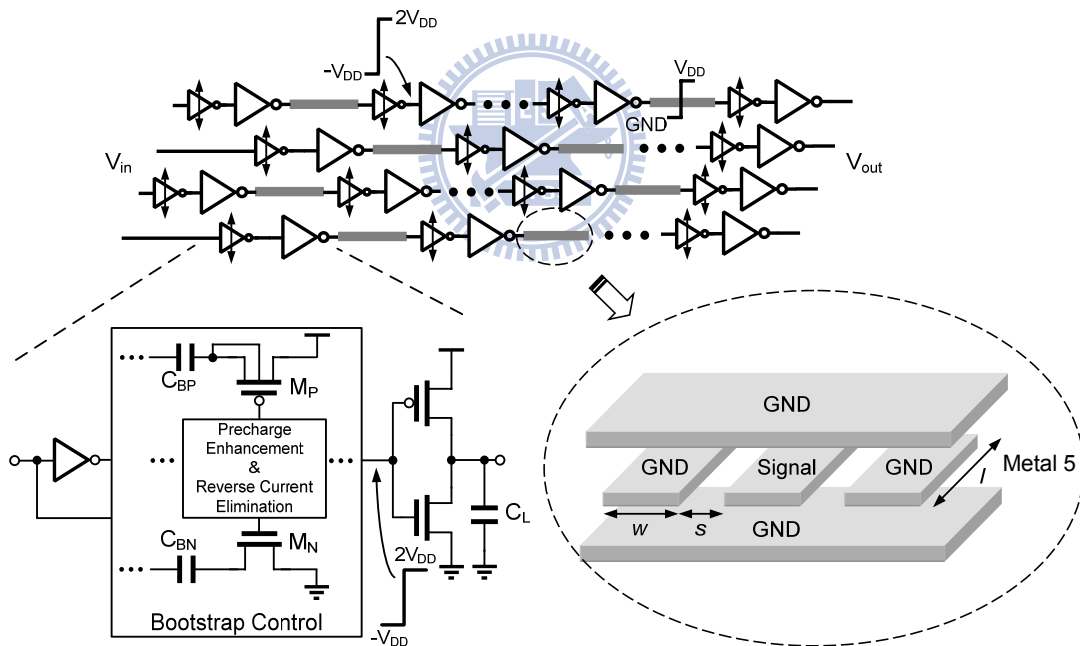 2V_DD
-V_DD
V_DD
GND
V_in
V_out
C_BP
M_P
Precharge
Enhancement
&
Reverse Current
Elimination
C_BN
M_N
Bootstrap Control
2V_DD
-V_DD
C_L
GND
GND
Signal
GND
Metal 5
l
w
s
GND